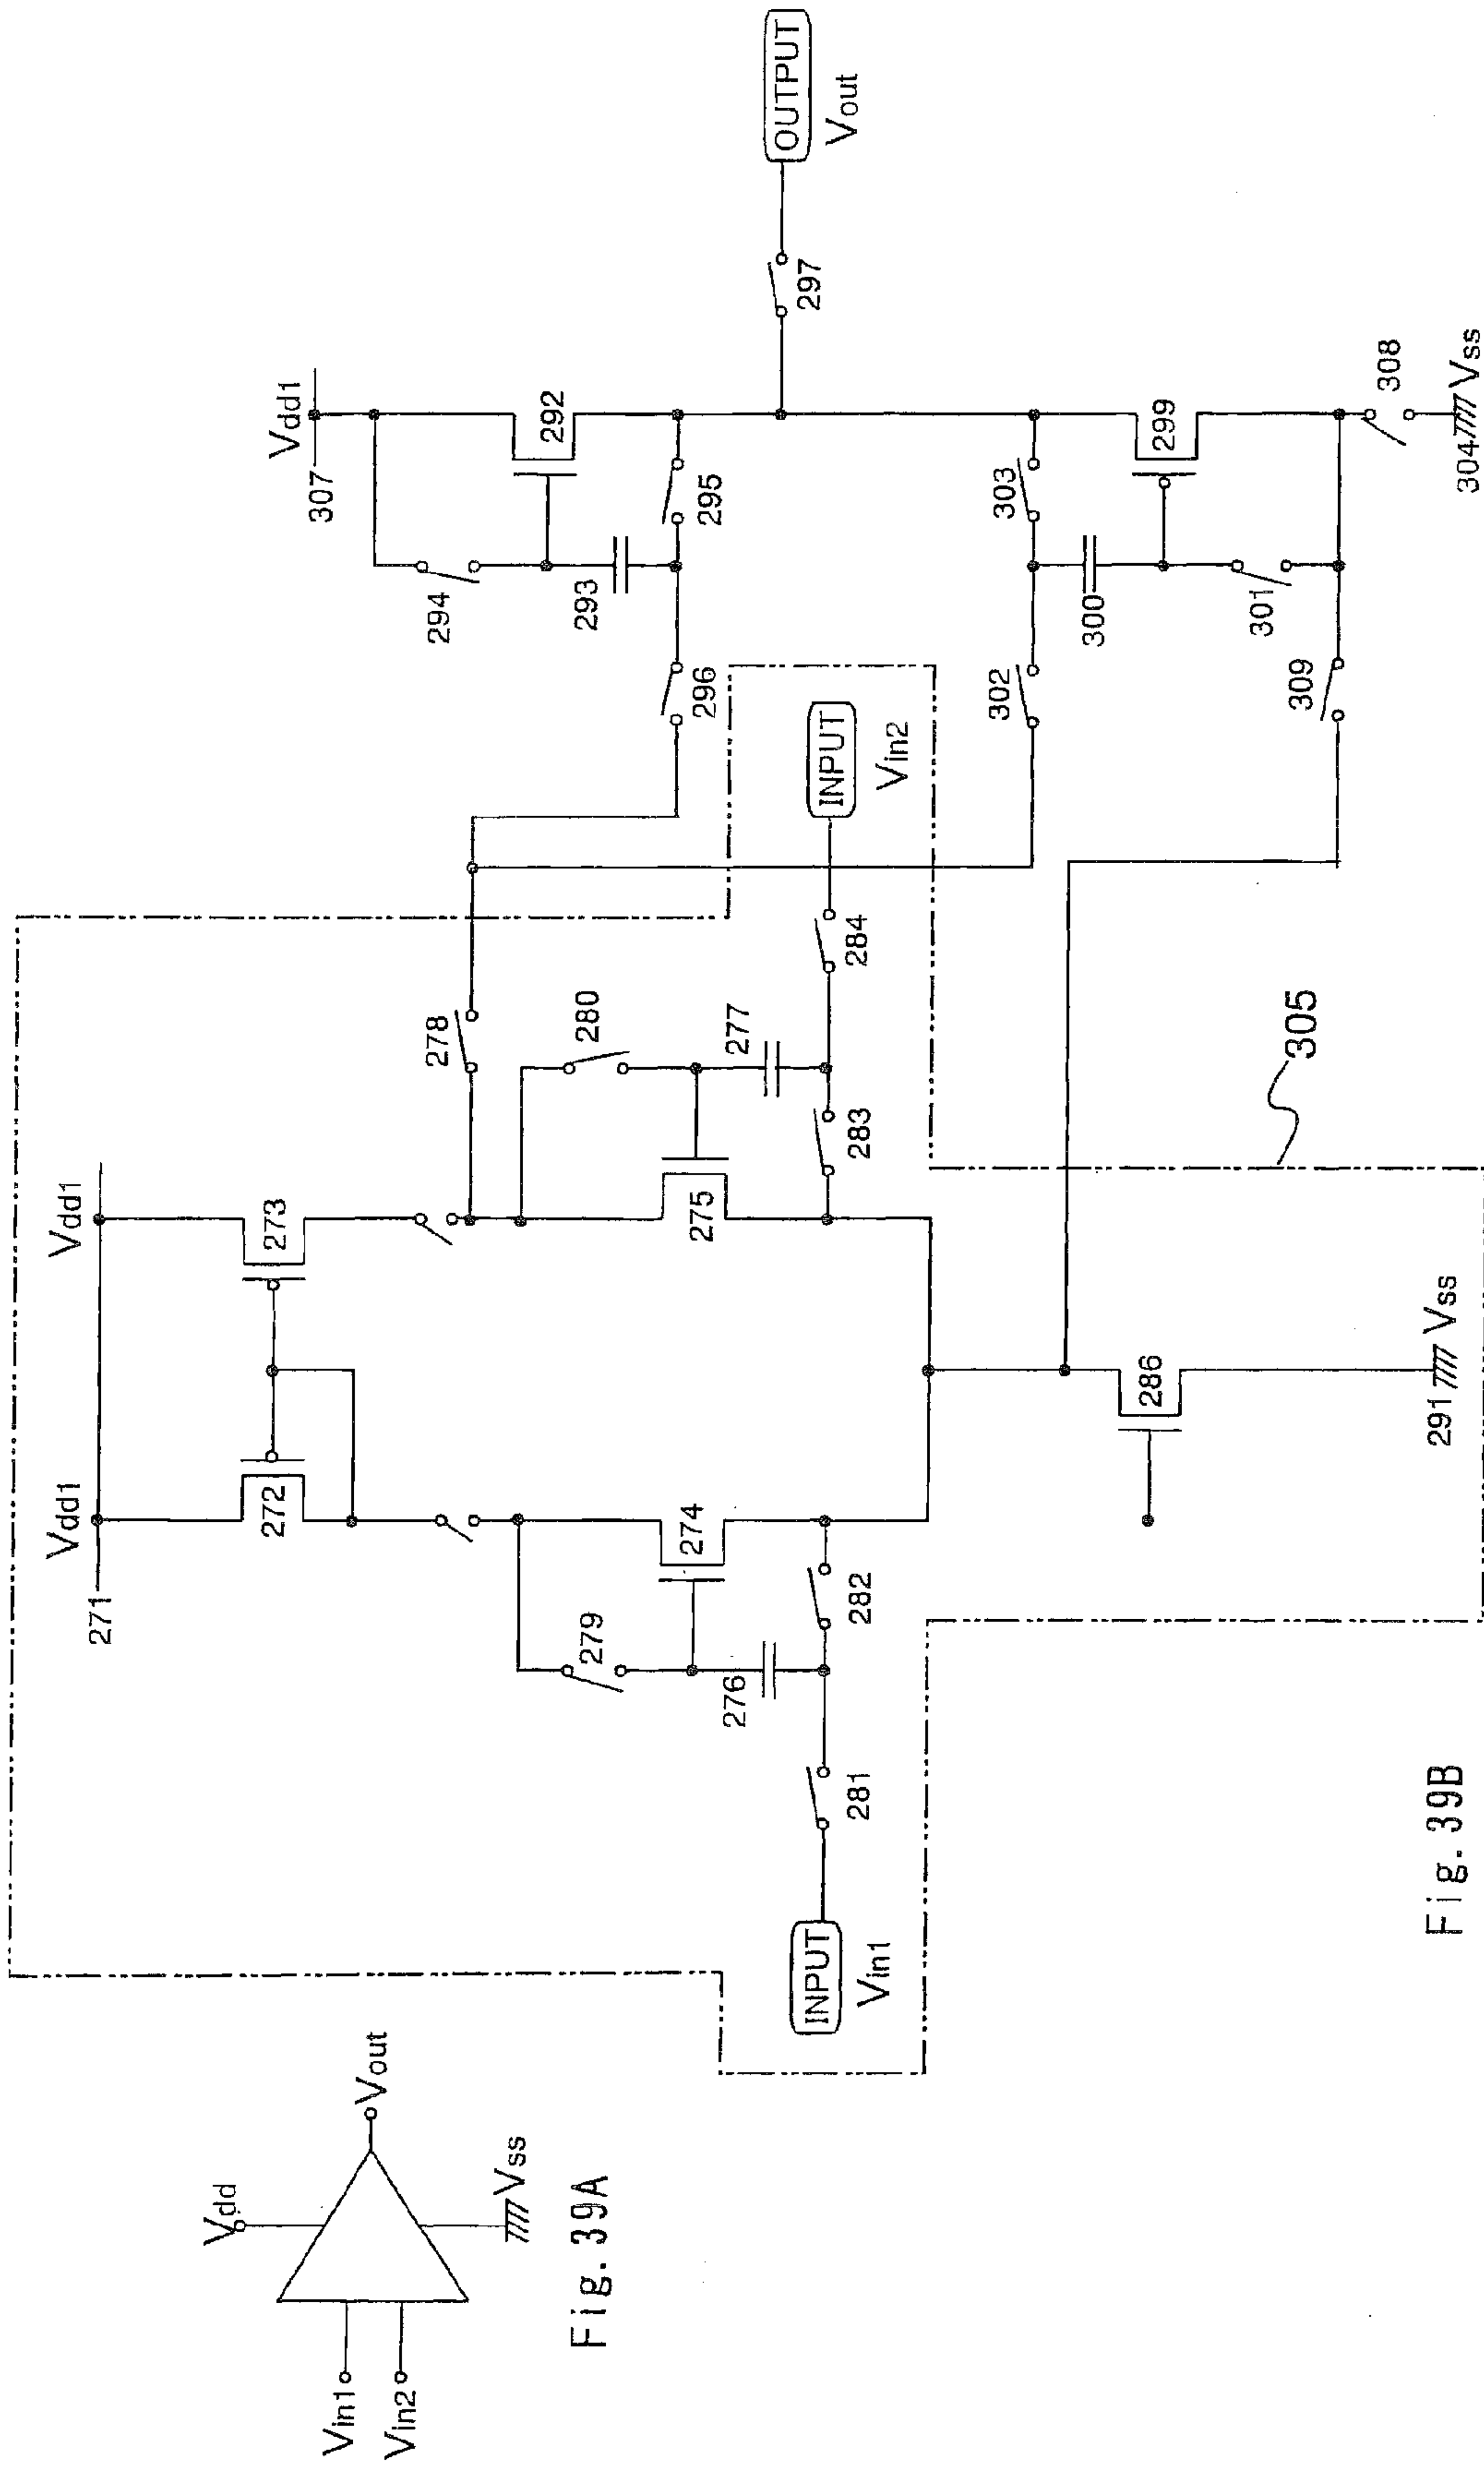 Vdd
Vin1
Vin2
Vout
Vss
Fig. 39A
271
Vdd1
Vdd1
272
273
279
274
276
282
281
INPUT
Vin1
278
280
275
277
283
284
INPUT
Vin2
286
291
Vss
305
Vdd1
307
294
292
293
295
296
297
OUTPUT
Vout
302
303
300
299
301
309
308
304
Vss
Fig. 39B